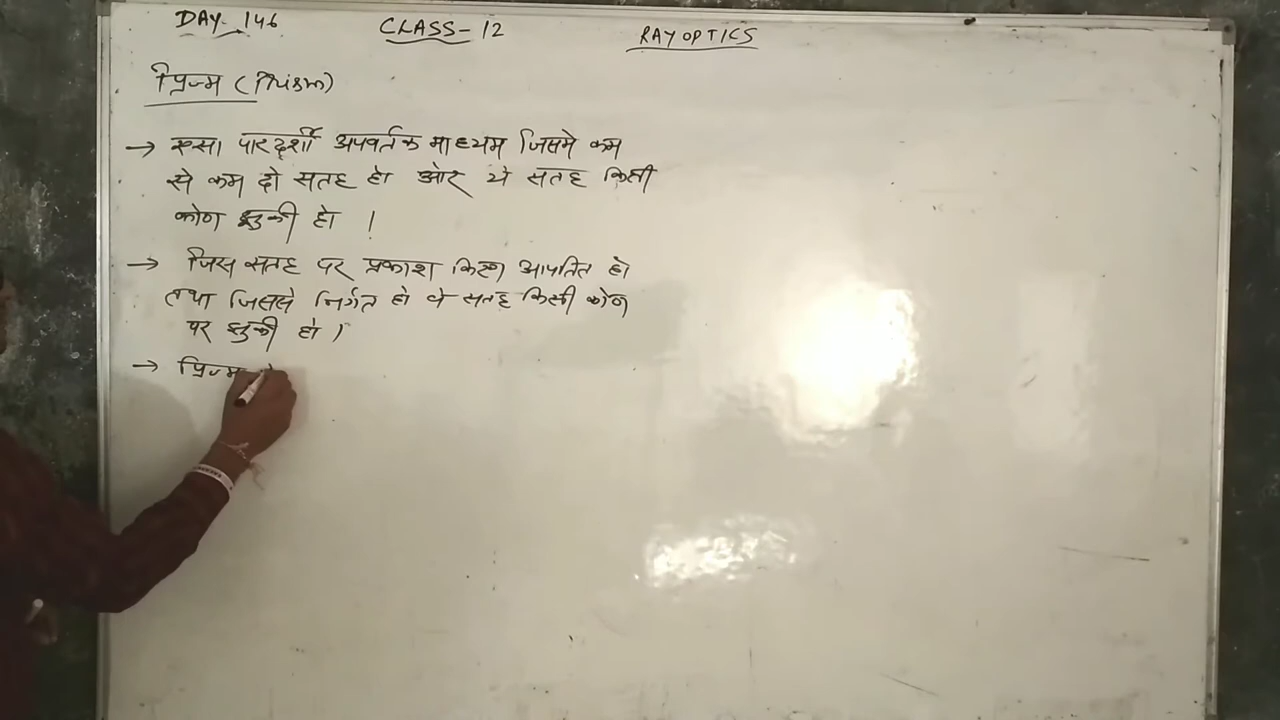 DAY-146 CLASS-12 RAY OPTICS
प्रिज्म (Prism)
→ ऐसा पारदर्शी अपवर्तक माध्यम जिसमे कम
से कम दो सतह हो और ये सतह किसी
कोण झुकी हो ।
→ जिस सतह पर प्रकाश किरण आपतित हो
तथा जिससे निर्गत हो वे सतह किसी कोण
पर झुकी हो ।
→ प्रिज्म